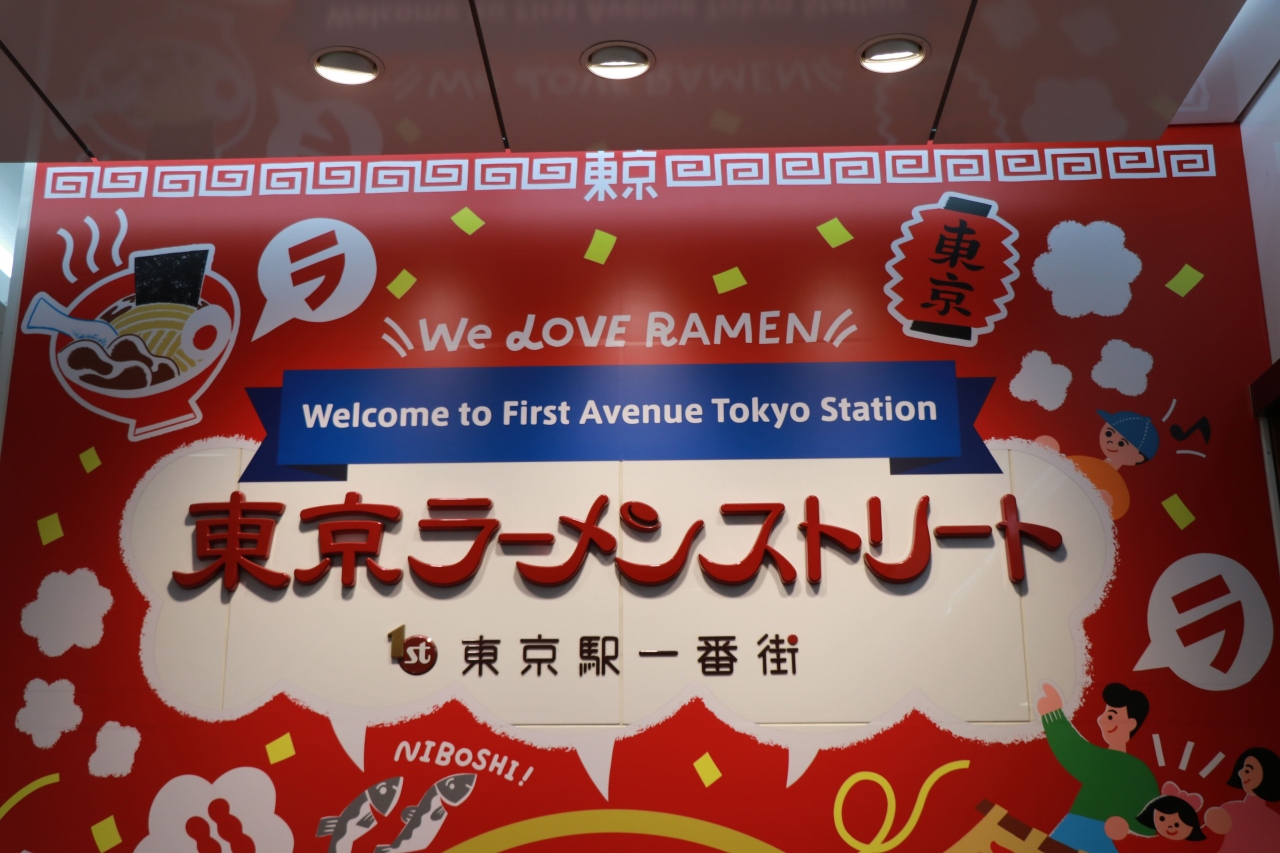 東京
ラ
東京
We LOVE RAMEN
Welcome to First Avenue Tokyo Station
東京ラーメンストリート
1st 東京駅一番街
ラ
NIBOSHI!